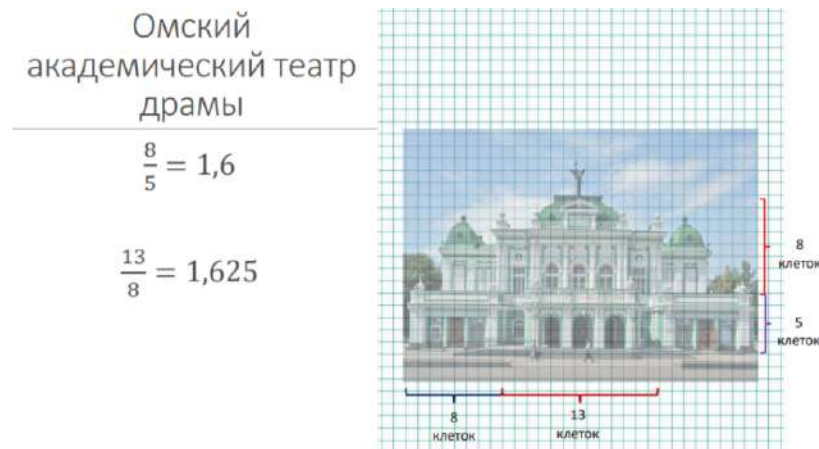 Омский
академический театр
драмы
8/5 = 1,6
13/8 = 1,625
8
клеток
5
клеток
8
клеток
13
клеток